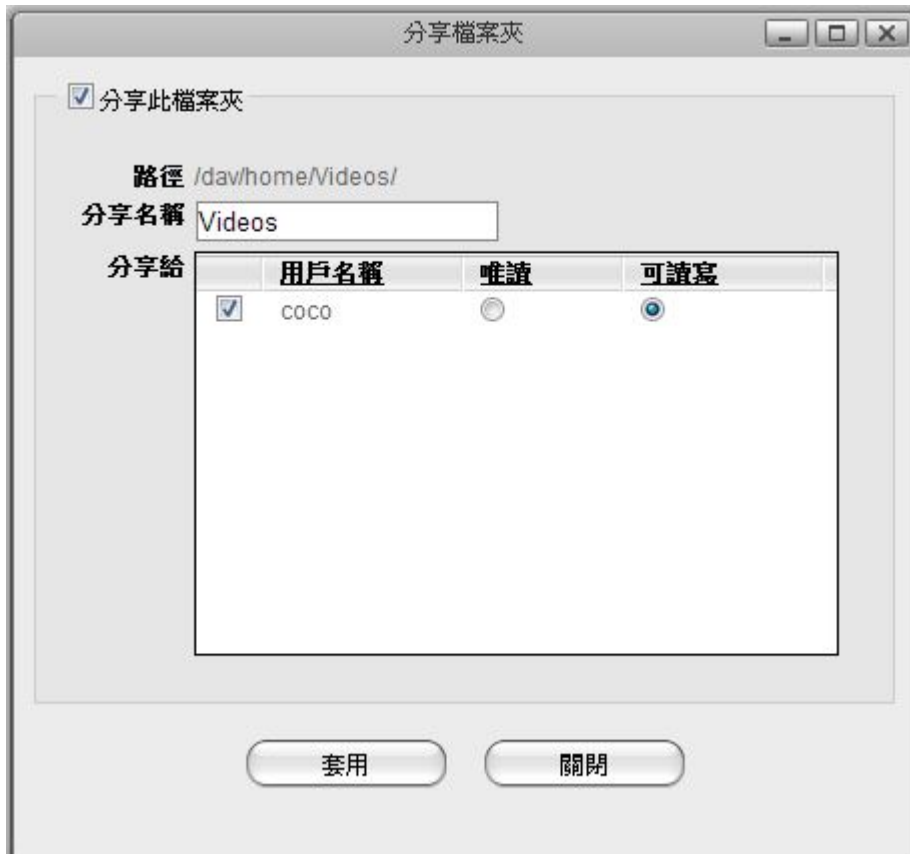 分享檔案夾
分享此檔案夾
路徑 /dav/home/Videos/
分享名稱 Videos
分享給 用戶名稱 唯讀 可讀寫
coco
套用 關閉